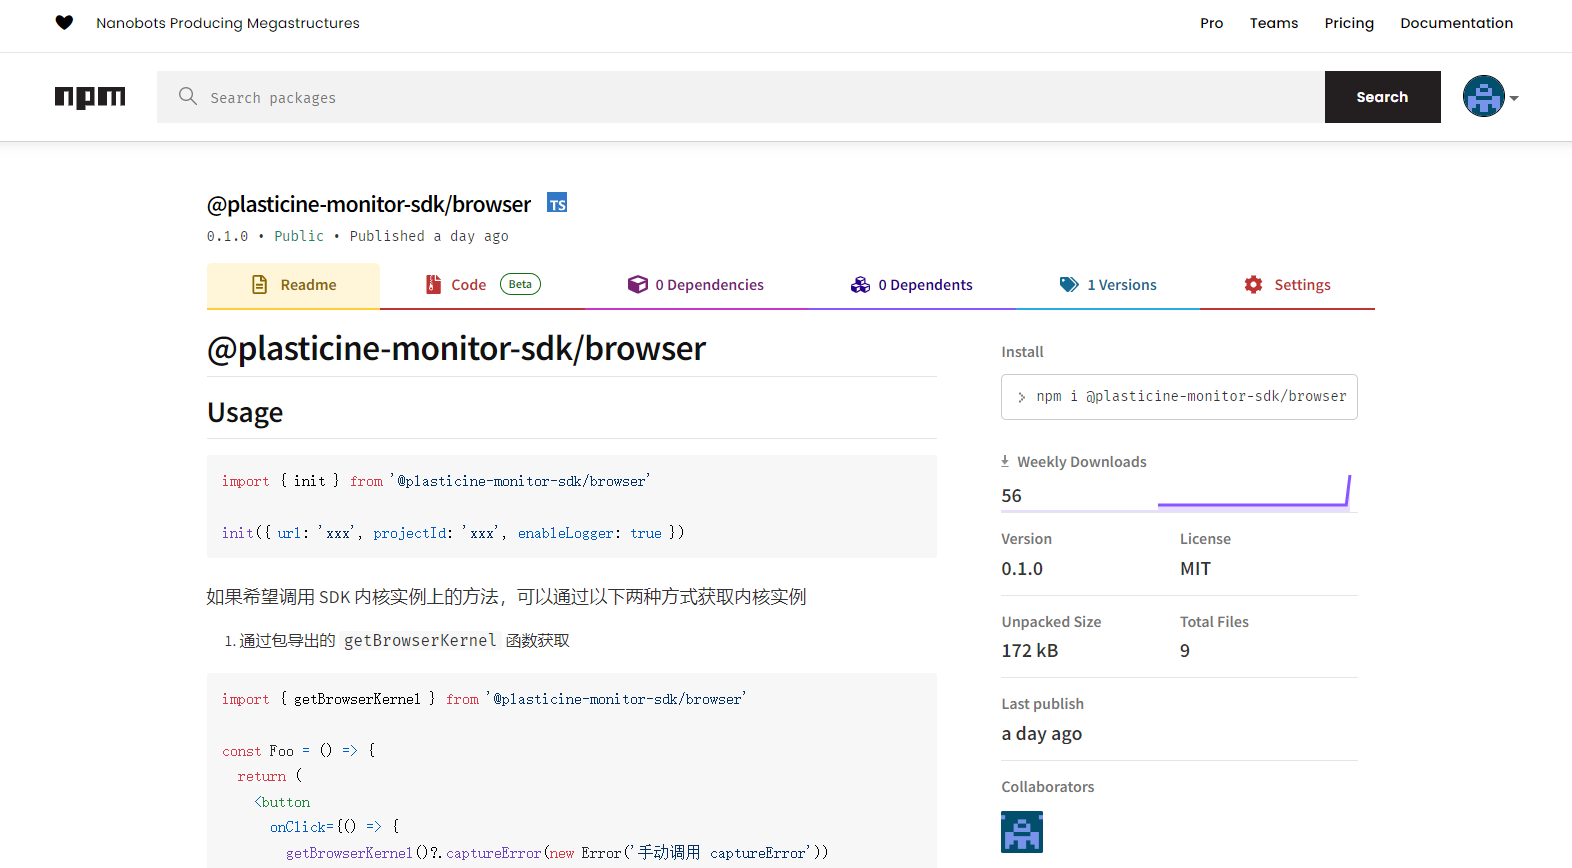 Nanobots Producing Megastructures
Pro Teams Pricing Documentation
npm
Search packages
Search
@plasticine-monitor-sdk/browser TS
0.1.0 • Public • Published a day ago
Readme
Code Beta
0 Dependencies
0 Dependents
1 Versions
Settings
@plasticine-monitor-sdk/browser
Usage
import { init } from '@plasticine-monitor-sdk/browser'
init({ url: 'xxx', projectId: 'xxx', enableLogger: true })
如果希望调用 SDK 内核实例上的方法，可以通过以下两种方式获取内核实例
1. 通过包导出的 getBrowserKernel 函数获取
import { getBrowserKernel } from '@plasticine-monitor-sdk/browser'
const Foo = () => {
return (
<button
onClick={() => {
getBrowserKernel()?.captureError(new Error('手动调用 captureError'))
Install
> npm i @plasticine-monitor-sdk/browser
Weekly Downloads
56
Version
0.1.0
License
MIT
Unpacked Size
172 kB
Total Files
9
Last publish
a day ago
Collaborators